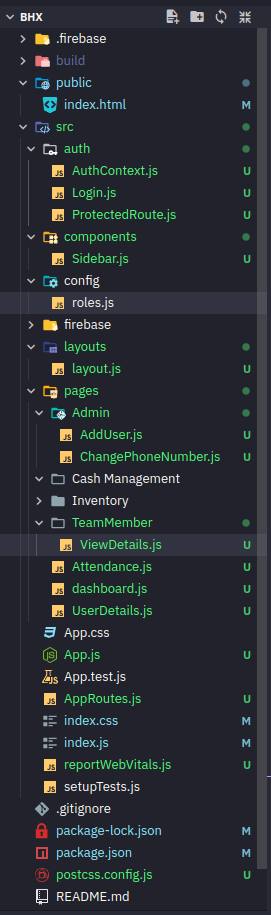 BHX
.firebase
build
public
index.html M
src
auth
AuthContext.js U
Login.js U
ProtectedRoute.js U
components
Sidebar.js U
config
roles.js
firebase
layouts
layout.js U
pages
Admin
AddUser.js U
ChangePhoneNumber.js U
Cash Management
Inventory
TeamMember
ViewDetails.js U
Attendance.js U
dashboard.js U
UserDetails.js U
App.css
App.js U
App.test.js
AppRoutes.js U
index.css M
index.js M
reportWebVitals.js U
setupTests.js
.gitignore
package-lock.json M
package.json M
postcss.config.js U
README.md